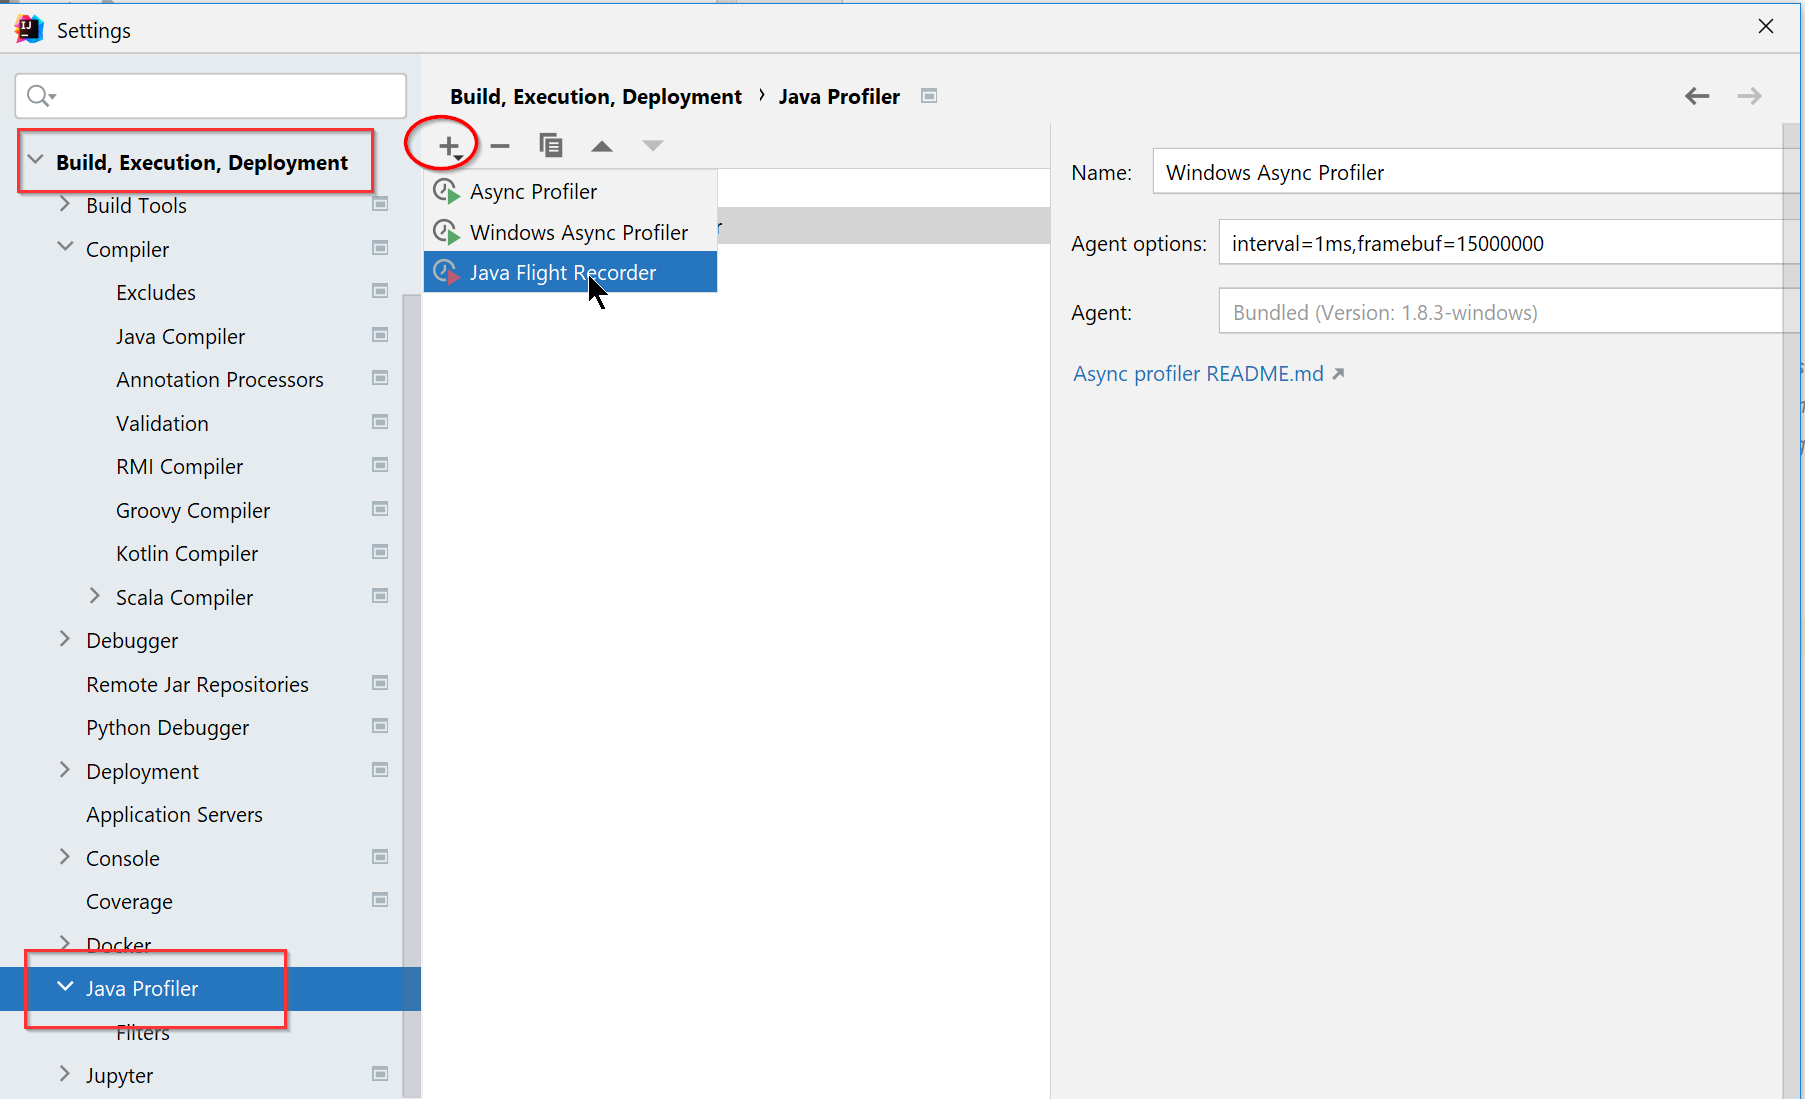 Settings
Build, Execution, Deployment › Java Profiler
Build, Execution, Deployment
Build Tools
Compiler
Excludes
Java Compiler
Annotation Processors
Validation
RMI Compiler
Groovy Compiler
Kotlin Compiler
Scala Compiler
Debugger
Remote Jar Repositories
Python Debugger
Deployment
Application Servers
Console
Coverage
Docker
Java Profiler
Filters
Jupyter
Async Profiler
Windows Async Profiler
Java Flight Recorder
Name: Windows Async Profiler
Agent options: interval=1ms,framebuf=15000000
Agent: Bundled (Version: 1.8.3-windows)
Async profiler README.md